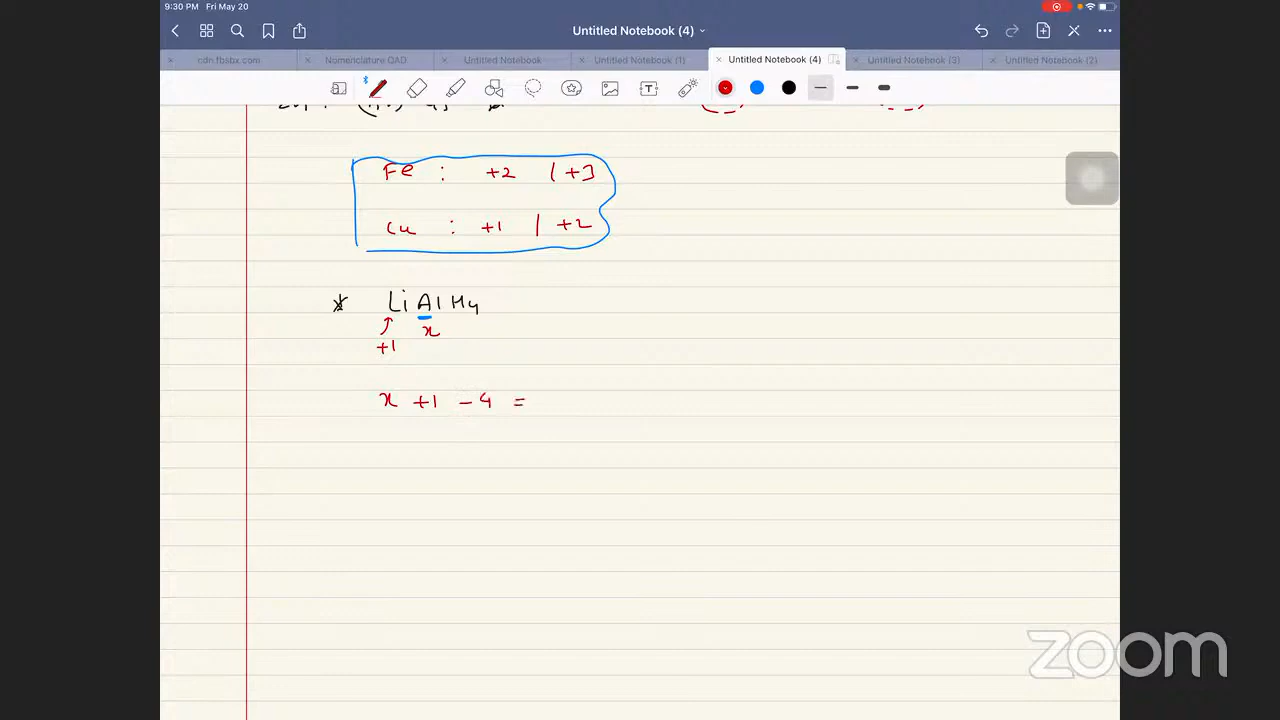 9:30 PM Fri May 20
Untitled Notebook (4)
cdn.fbsbx.com Nomenclature QAD Untitled Notebook Untitled Notebook (1) Untitled Notebook (4) Untitled Notebook (3) Untitled Notebook (2)
Fe : +2 | +3
Cu : +1 | +2
* LiAlH4
+1 x
x +1 -4 =
zoom